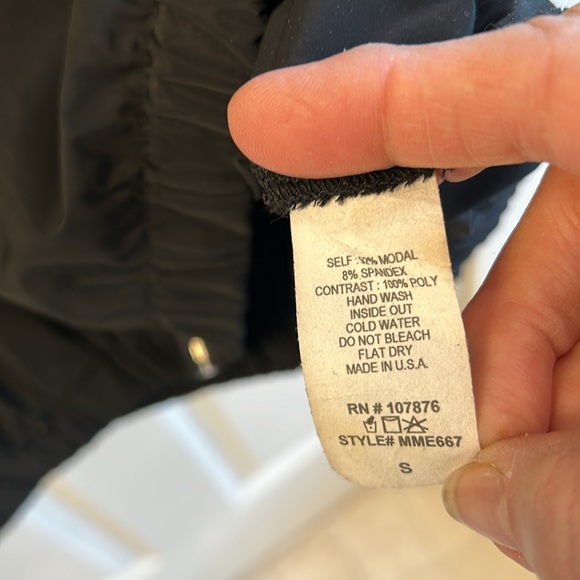 SELF : MODAL
8% SPANDEX
CONTRAST : 100% POLY
HAND WASH
INSIDE OUT
COLD WATER
DO NOT BLEACH
FLAT DRY
MADE IN U.S.A.
RN # 107876
STYLE# MME667
S